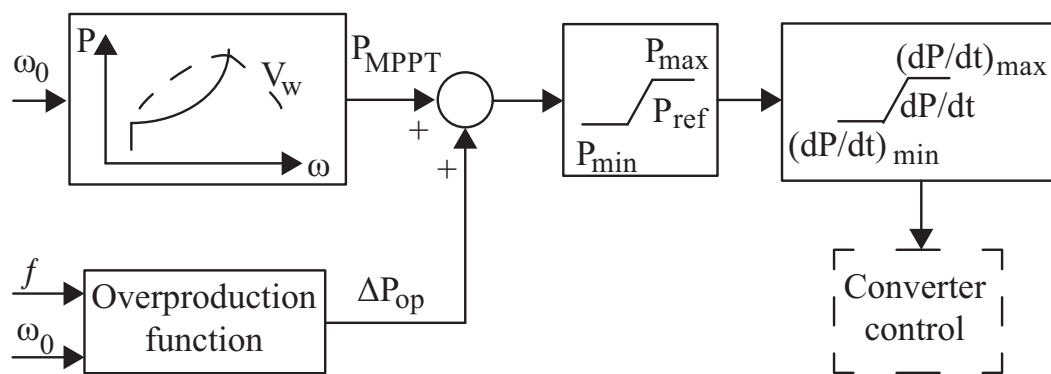 ω0
P
Vw
ω
PMPPT
+
+
Pmax
Pref
Pmin
(dP/dt)max
dP/dt
(dP/dt)min
f
ω0
Overproduction
function
ΔPop
Converter
control